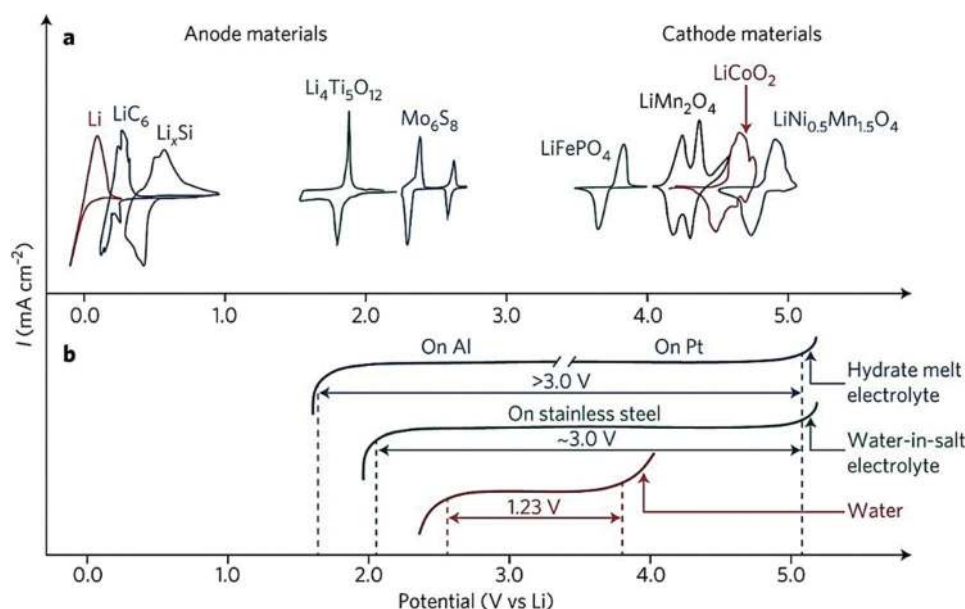 a
Anode materials
Cathode materials
Li
LiC₆
LiₓSi
Li₄Ti₅O₁₂
Mo₆S₈
LiFePO₄
LiMn₂O₄
LiCoO₂
LiNi₀.₅Mn₁.₅O₄
I (mA cm⁻²)
0.0 1.0 2.0 3.0 4.0 5.0
b
On Al
On Pt
>3.0 V
Hydrate melt
electrolyte
On stainless steel
~3.0 V
Water-in-salt
electrolyte
1.23 V
Water
0.0 1.0 2.0 3.0 4.0 5.0
Potential (V vs Li)